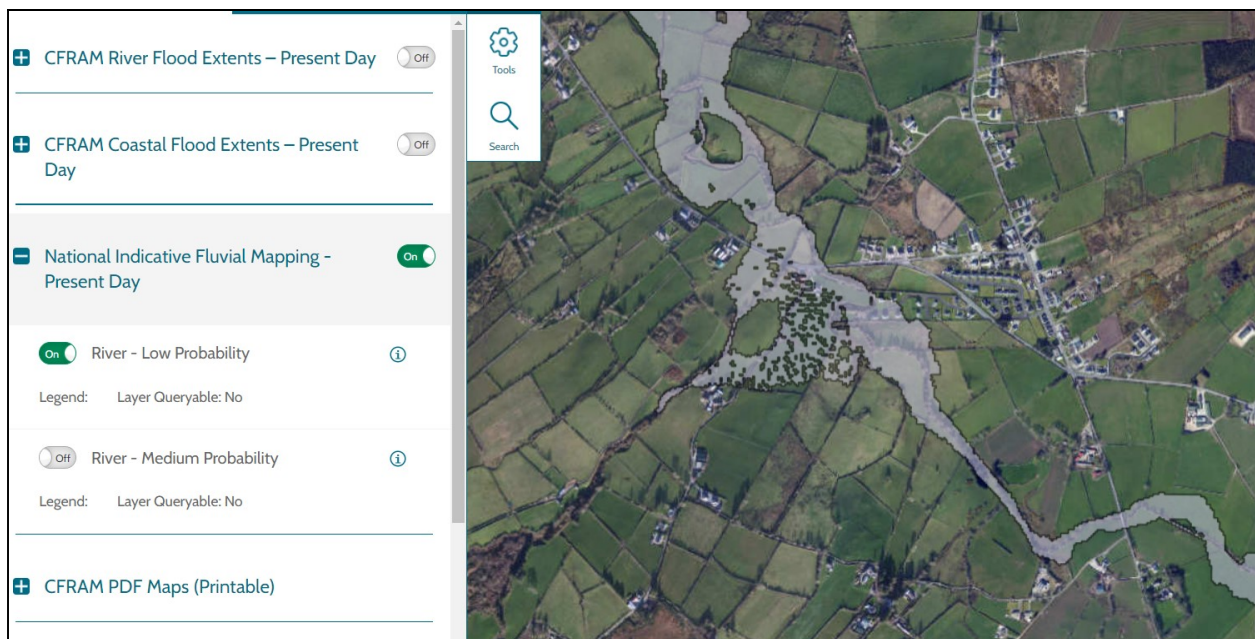 CFRAM River Flood Extents – Present Day
Off
CFRAM Coastal Flood Extents – Present
Day
Off
National Indicative Fluvial Mapping -
Present Day
On
On
River - Low Probability
Legend: Layer Queryable: No
Off
River - Medium Probability
Legend: Layer Queryable: No
CFRAM PDF Maps (Printable)
Tools
Search